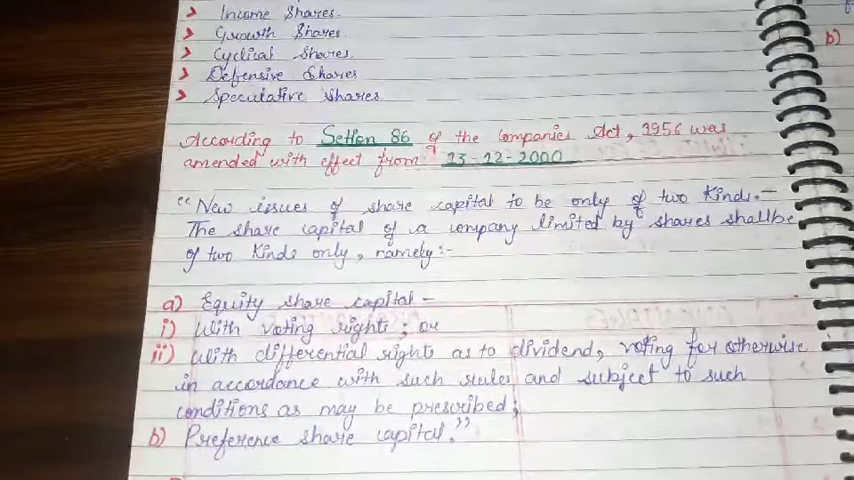 ➤ Income Shares.
➤ Growth Shares
➤ Cyclical Shares.
➤ Defensive Shares
➤ Speculative shares
According to Setion 86 of the Companies Act, 1956 was
amended with effect from 13-12-2000
"New issues of share capital to be only of two Kinds.-
The share capital of a company limited by shares shall be
of two Kinds only, namely:-
a) Equity share capital -
i) With voting rights; or
ii) with differential rights as to dividend, voting for otherwise
in accordance with such rules and subject to such
conditions as may be prescribed;
b) Preference share capital."
b)